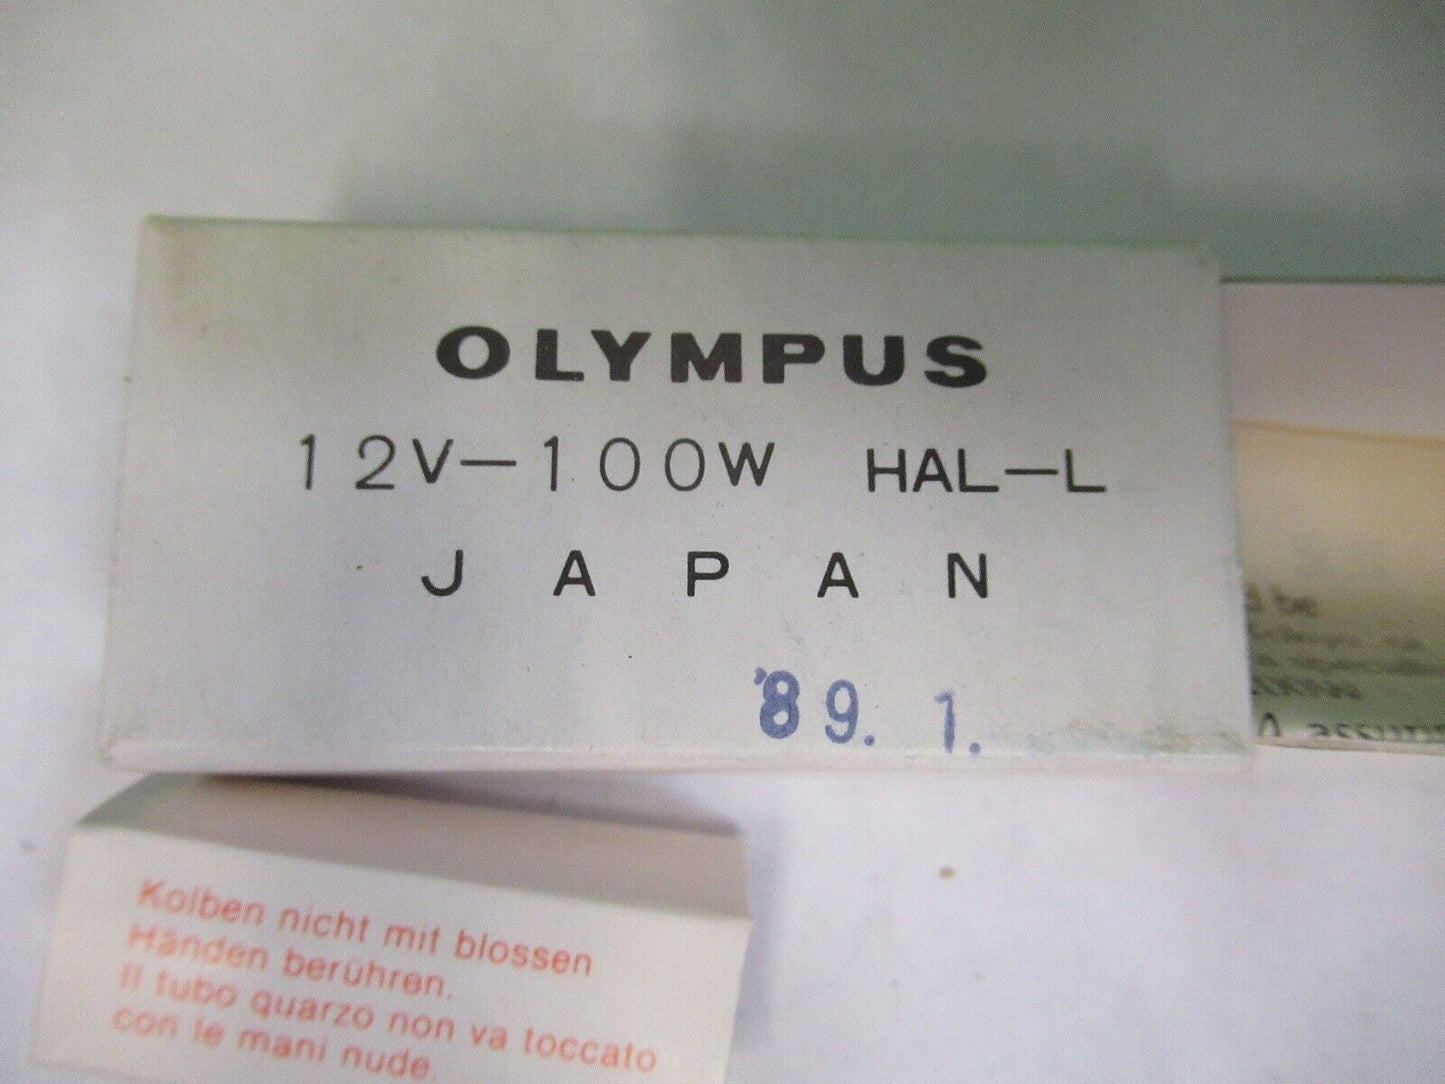 OLYMPUS
12V-100W HAL-L
JAPAN
'89. 1.
be
Kolben nicht mit blossen
Händen berühren.
Il tubo quarzo non va toccato
con le mani nude.